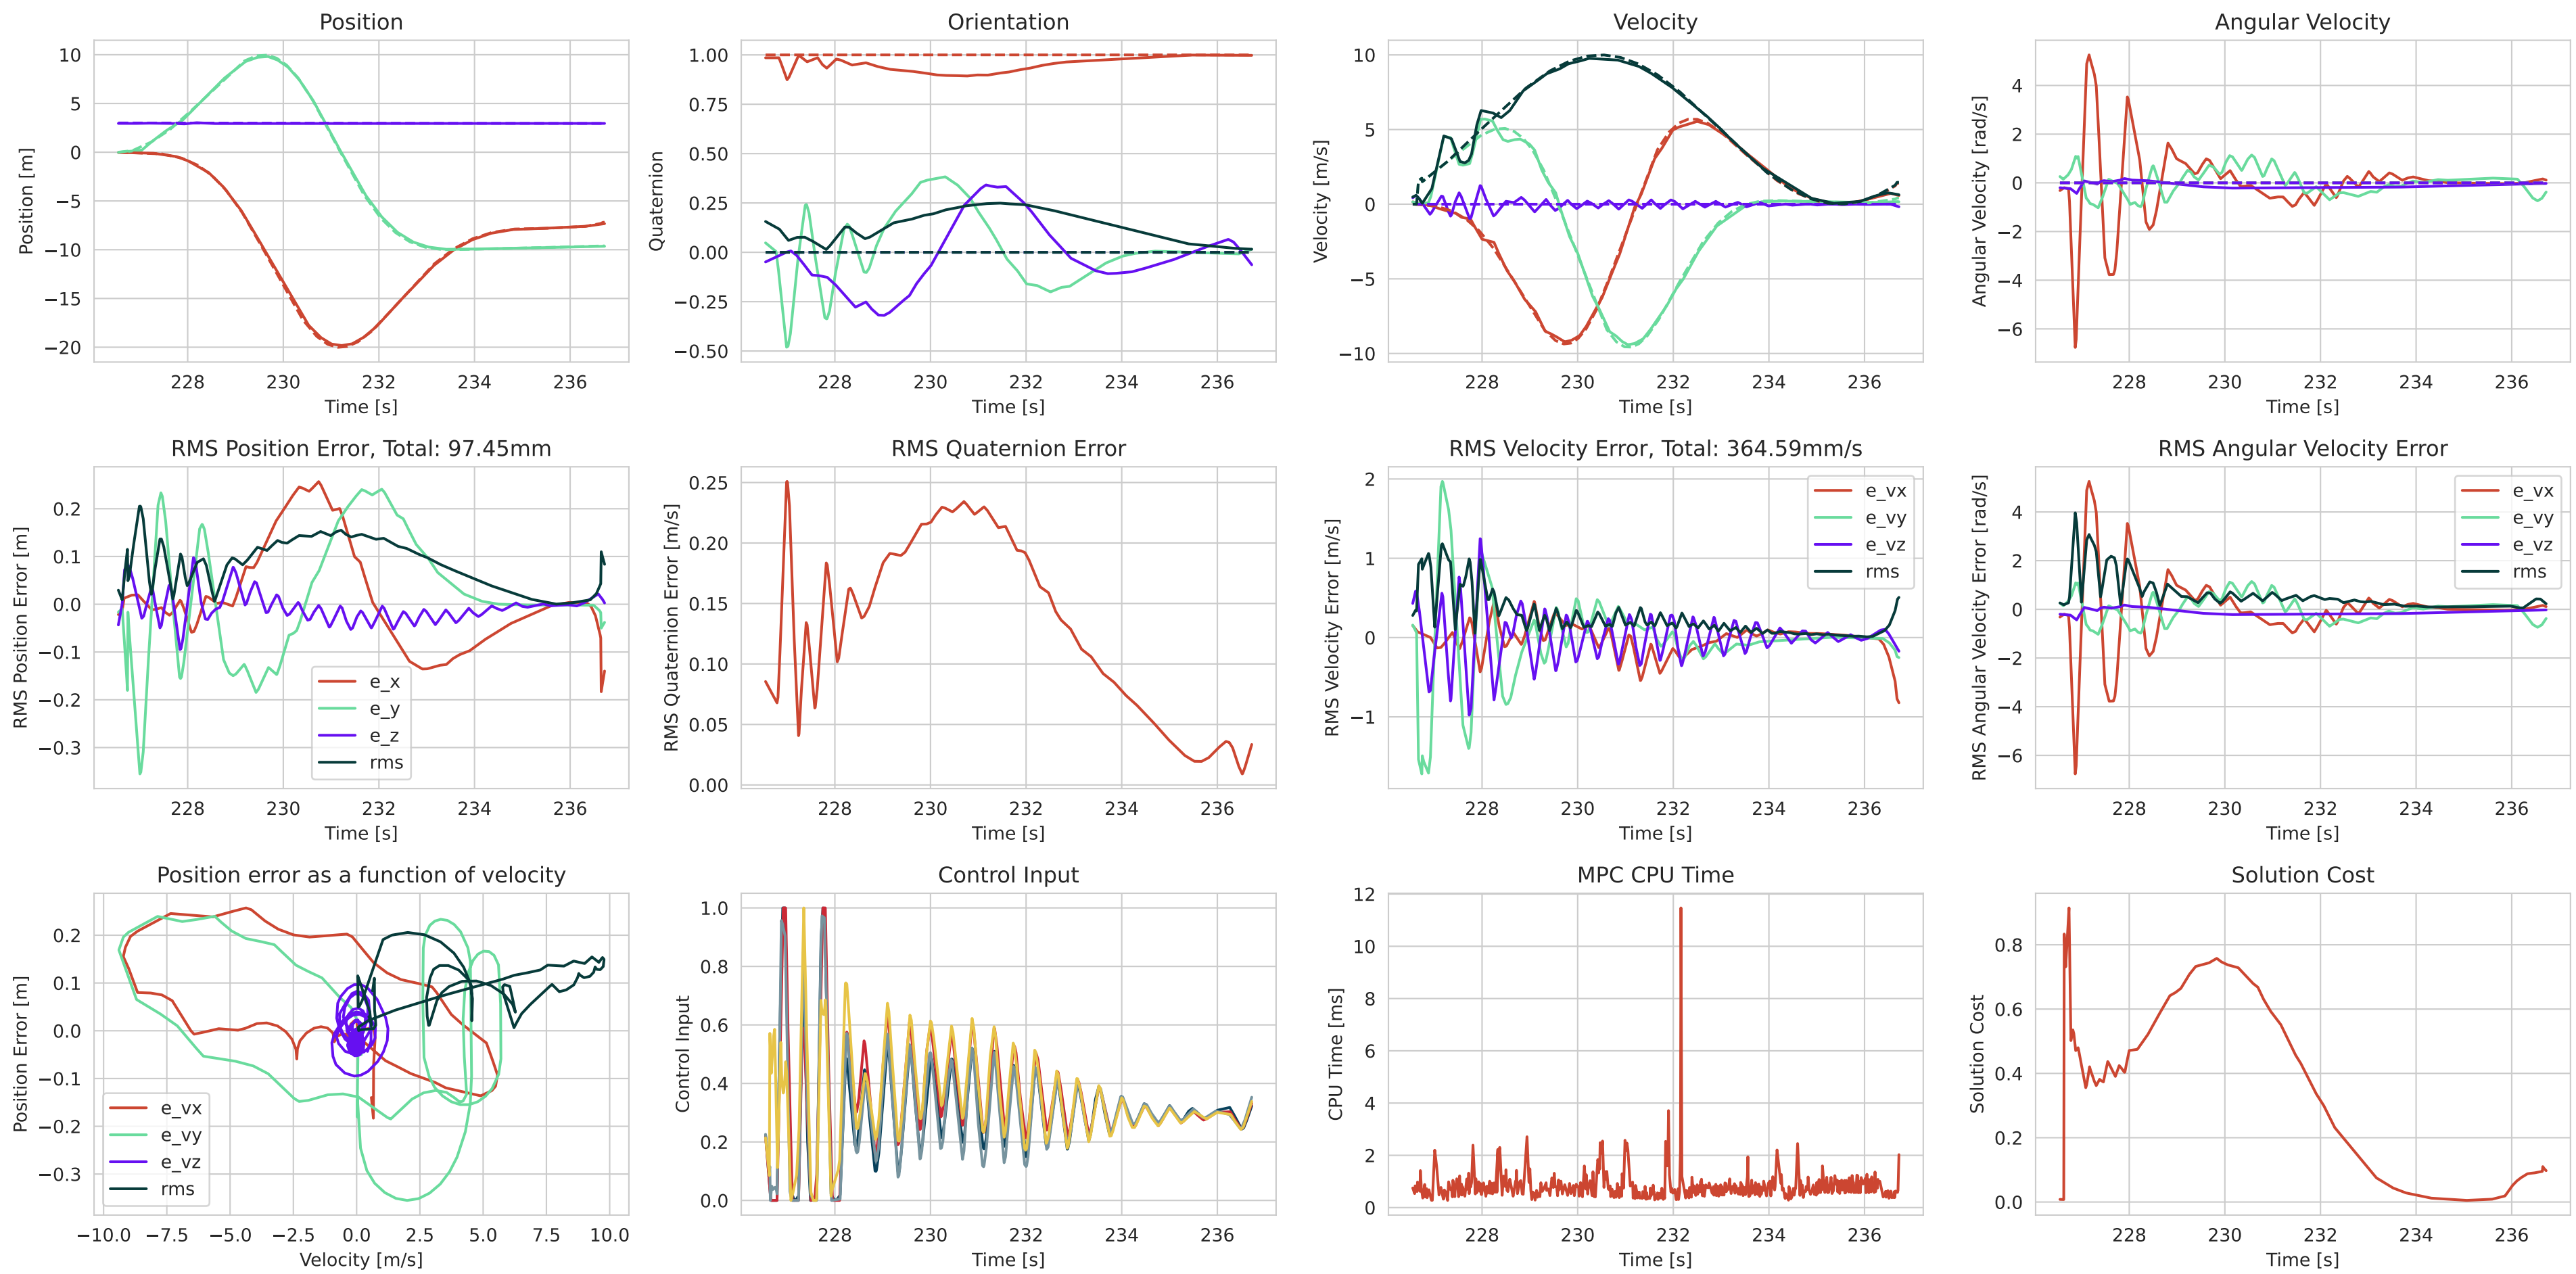 Position
Position [m]
10
5
0
−5
−10
−15
−20
228 230 232 234 236
Time [s]
Orientation
Quaternion
1.00
0.75
0.50
0.25
0.00
−0.25
−0.50
228 230 232 234 236
Time [s]
Velocity
Velocity [m/s]
10
5
0
−5
−10
228 230 232 234 236
Time [s]
Angular Velocity
Angular Velocity [rad/s]
4
2
0
−2
−4
−6
228 230 232 234 236
Time [s]
RMS Position Error, Total: 97.45mm
RMS Position Error [m]
0.2
0.1
0.0
−0.1
−0.2
−0.3
e_x
e_y
e_z
rms
228 230 232 234 236
Time [s]
RMS Quaternion Error
RMS Quaternion Error [m/s]
0.25
0.20
0.15
0.10
0.05
0.00
228 230 232 234 236
Time [s]
RMS Velocity Error, Total: 364.59mm/s
RMS Velocity Error [m/s]
2
1
0
−1
e_vx
e_vy
e_vz
rms
228 230 232 234 236
Time [s]
RMS Angular Velocity Error
RMS Angular Velocity Error [rad/s]
4
2
0
−2
−4
−6
e_vx
e_vy
e_vz
rms
228 230 232 234 236
Time [s]
Position error as a function of velocity
Position Error [m]
0.2
0.1
0.0
−0.1
−0.2
−0.3
e_vx
e_vy
e_vz
rms
−10.0 −7.5 −5.0 −2.5 0.0 2.5 5.0 7.5 10.0
Velocity [m/s]
Control Input
Control Input
1.0
0.8
0.6
0.4
0.2
0.0
228 230 232 234 236
Time [s]
MPC CPU Time
CPU Time [ms]
12
10
8
6
4
2
0
228 230 232 234 236
Time [s]
Solution Cost
Solution Cost
0.8
0.6
0.4
0.2
0.0
228 230 232 234 236
Time [s]